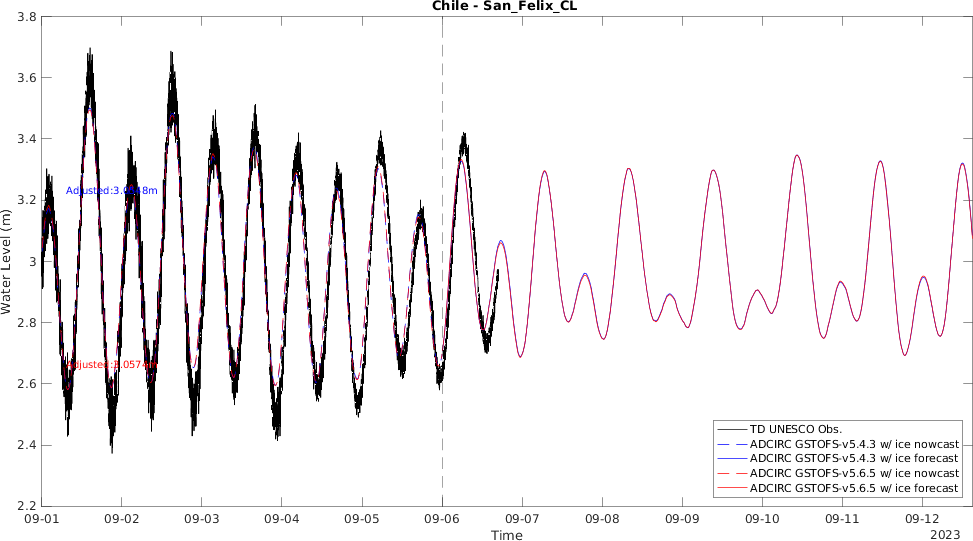 Chile - San_Felix_CL
3.8
3.6
3.4
3.2
3
2.8
2.6
2.4
2.2
Water Level (m)
09-01
09-02
09-03
09-04
09-05
09-06
09-07
09-08
09-09
09-10
09-11
09-12
Time
2023
TD UNESCO Obs.
ADCIRC GSTOFS-v5.4.3 w/ ice nowcast
ADCIRC GSTOFS-v5.4.3 w/ ice forecast
ADCIRC GSTOFS-v5.6.5 w/ ice nowcast
ADCIRC GSTOFS-v5.6.5 w/ ice forecast